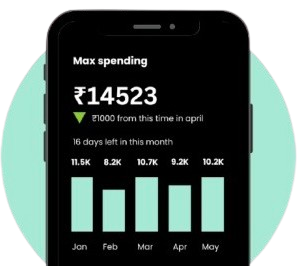 Max spending
₹14523
₹1000 from this time in april
16 days left in this month
11.5K 8.2K 10.7K 9.2K 10.2K
Jan Feb Mar Apr May